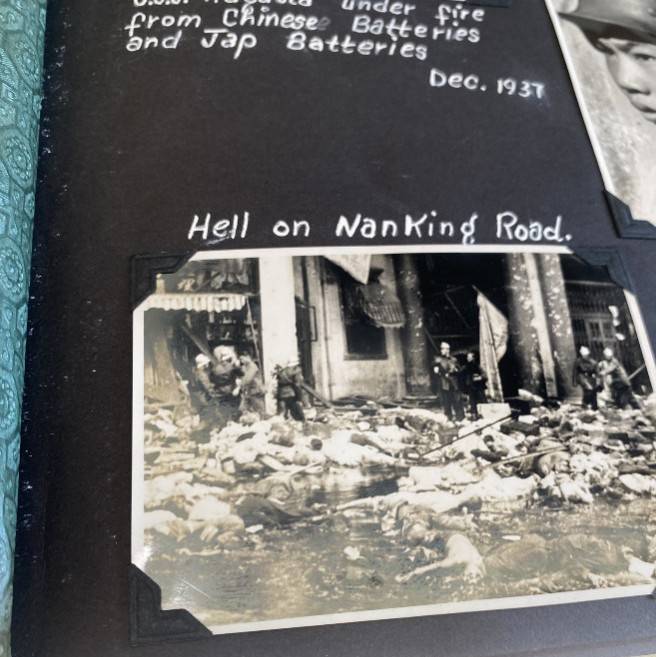 under fire
from Chinese Batteries
and Jap Batteries
Dec. 1937
Hell on NanKing Road.